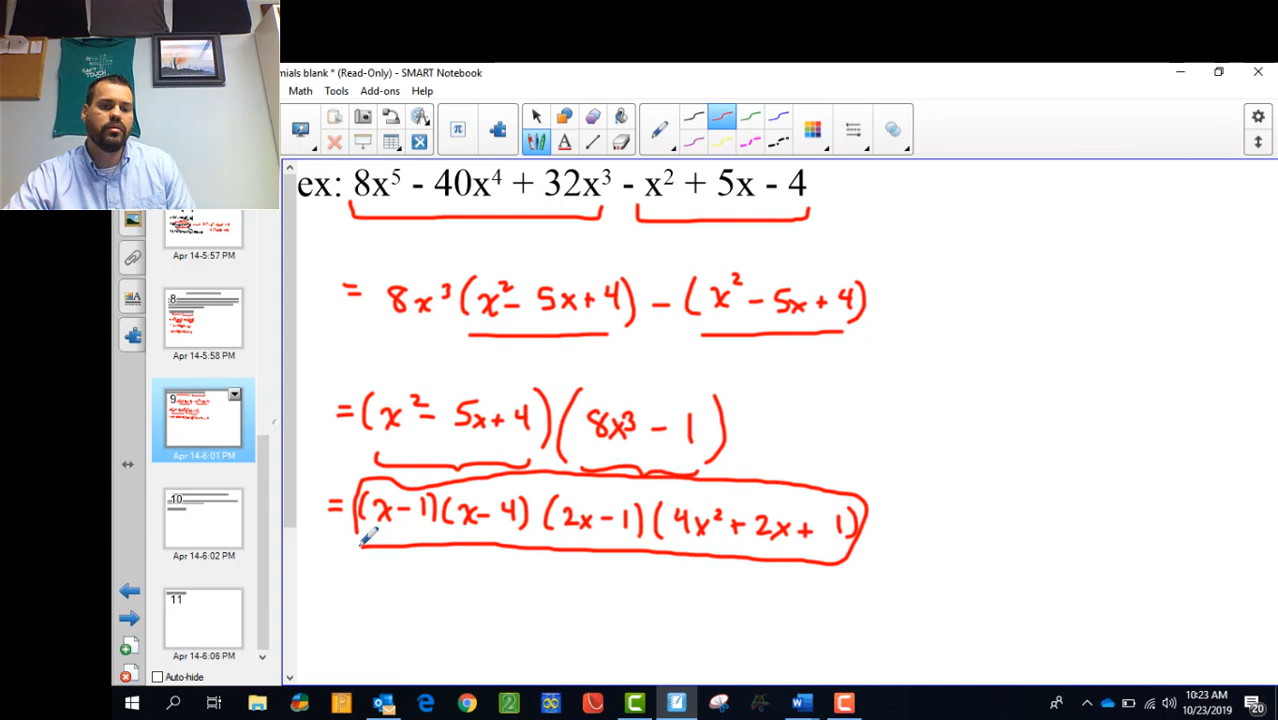 CAN'T
TOUCH
mials blank * (Read-Only) - SMART Notebook
Math Tools Add-ons Help
ex: 8x⁵ - 40x⁴ + 32x³ - x² + 5x - 4
= 8x³(x² - 5x + 4) - (x² - 5x + 4)
= (x² - 5x + 4)(8x³ - 1)
= (x - 1)(x - 4)(2x - 1)(4x² + 2x + 1)
Apr 14-5:57 PM
8
Apr 14-5:58 PM
9
Apr 14-6:01 PM
10
Apr 14-6:02 PM
11
Apr 14-6:06 PM
Auto-hide
10:23 AM
10/23/2019
20